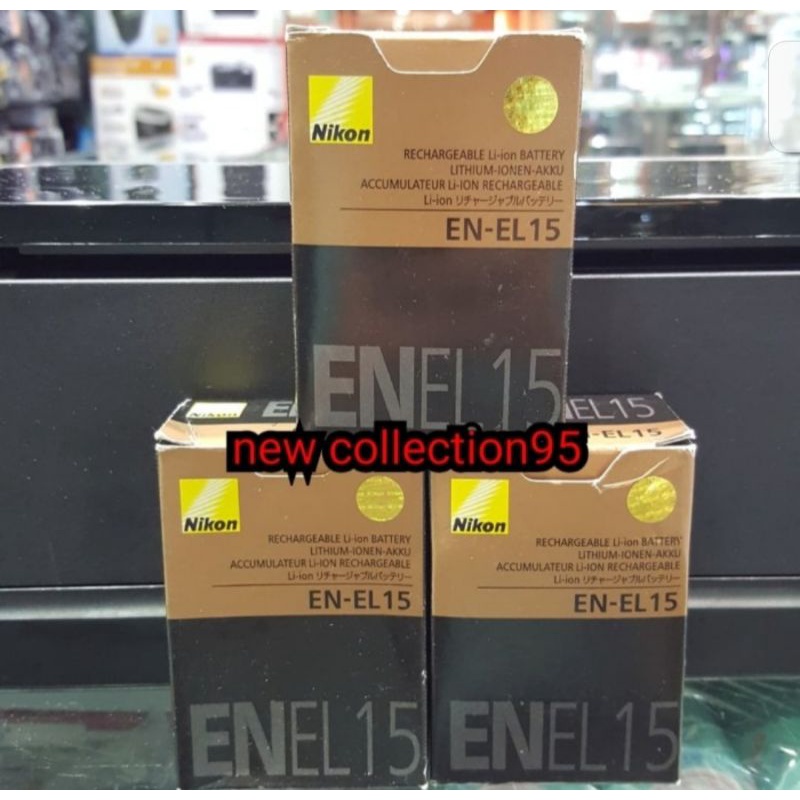 Nikon
RECHARGEABLE Li-ion BATTERY
LITHIUM-IONEN-AKKU
ACCUMULATEUR Li-ION RECHARGEABLE
Li-ion リチャージャブルバッテリー
EN-EL15
ENEL15
Nikon
EL15
-EL15
new collection95
Nikon
RECHARGEABLE Li-ion BATTERY
LITHIUM-IONEN-AKKU
ACCUMULATEUR Li-ION RECHARGEABLE
Li-ion リチャージャブルバッテリー
EN-EL15
ENEL15
Nikon
RECHARGEABLE Li-ion BATTERY
LITHIUM-IONEN-AKKU
ACCUMULATEUR Li-ION RECHARGEABLE
Li-ion リチャージャブルバッテリー
EN-EL15
ENEL15